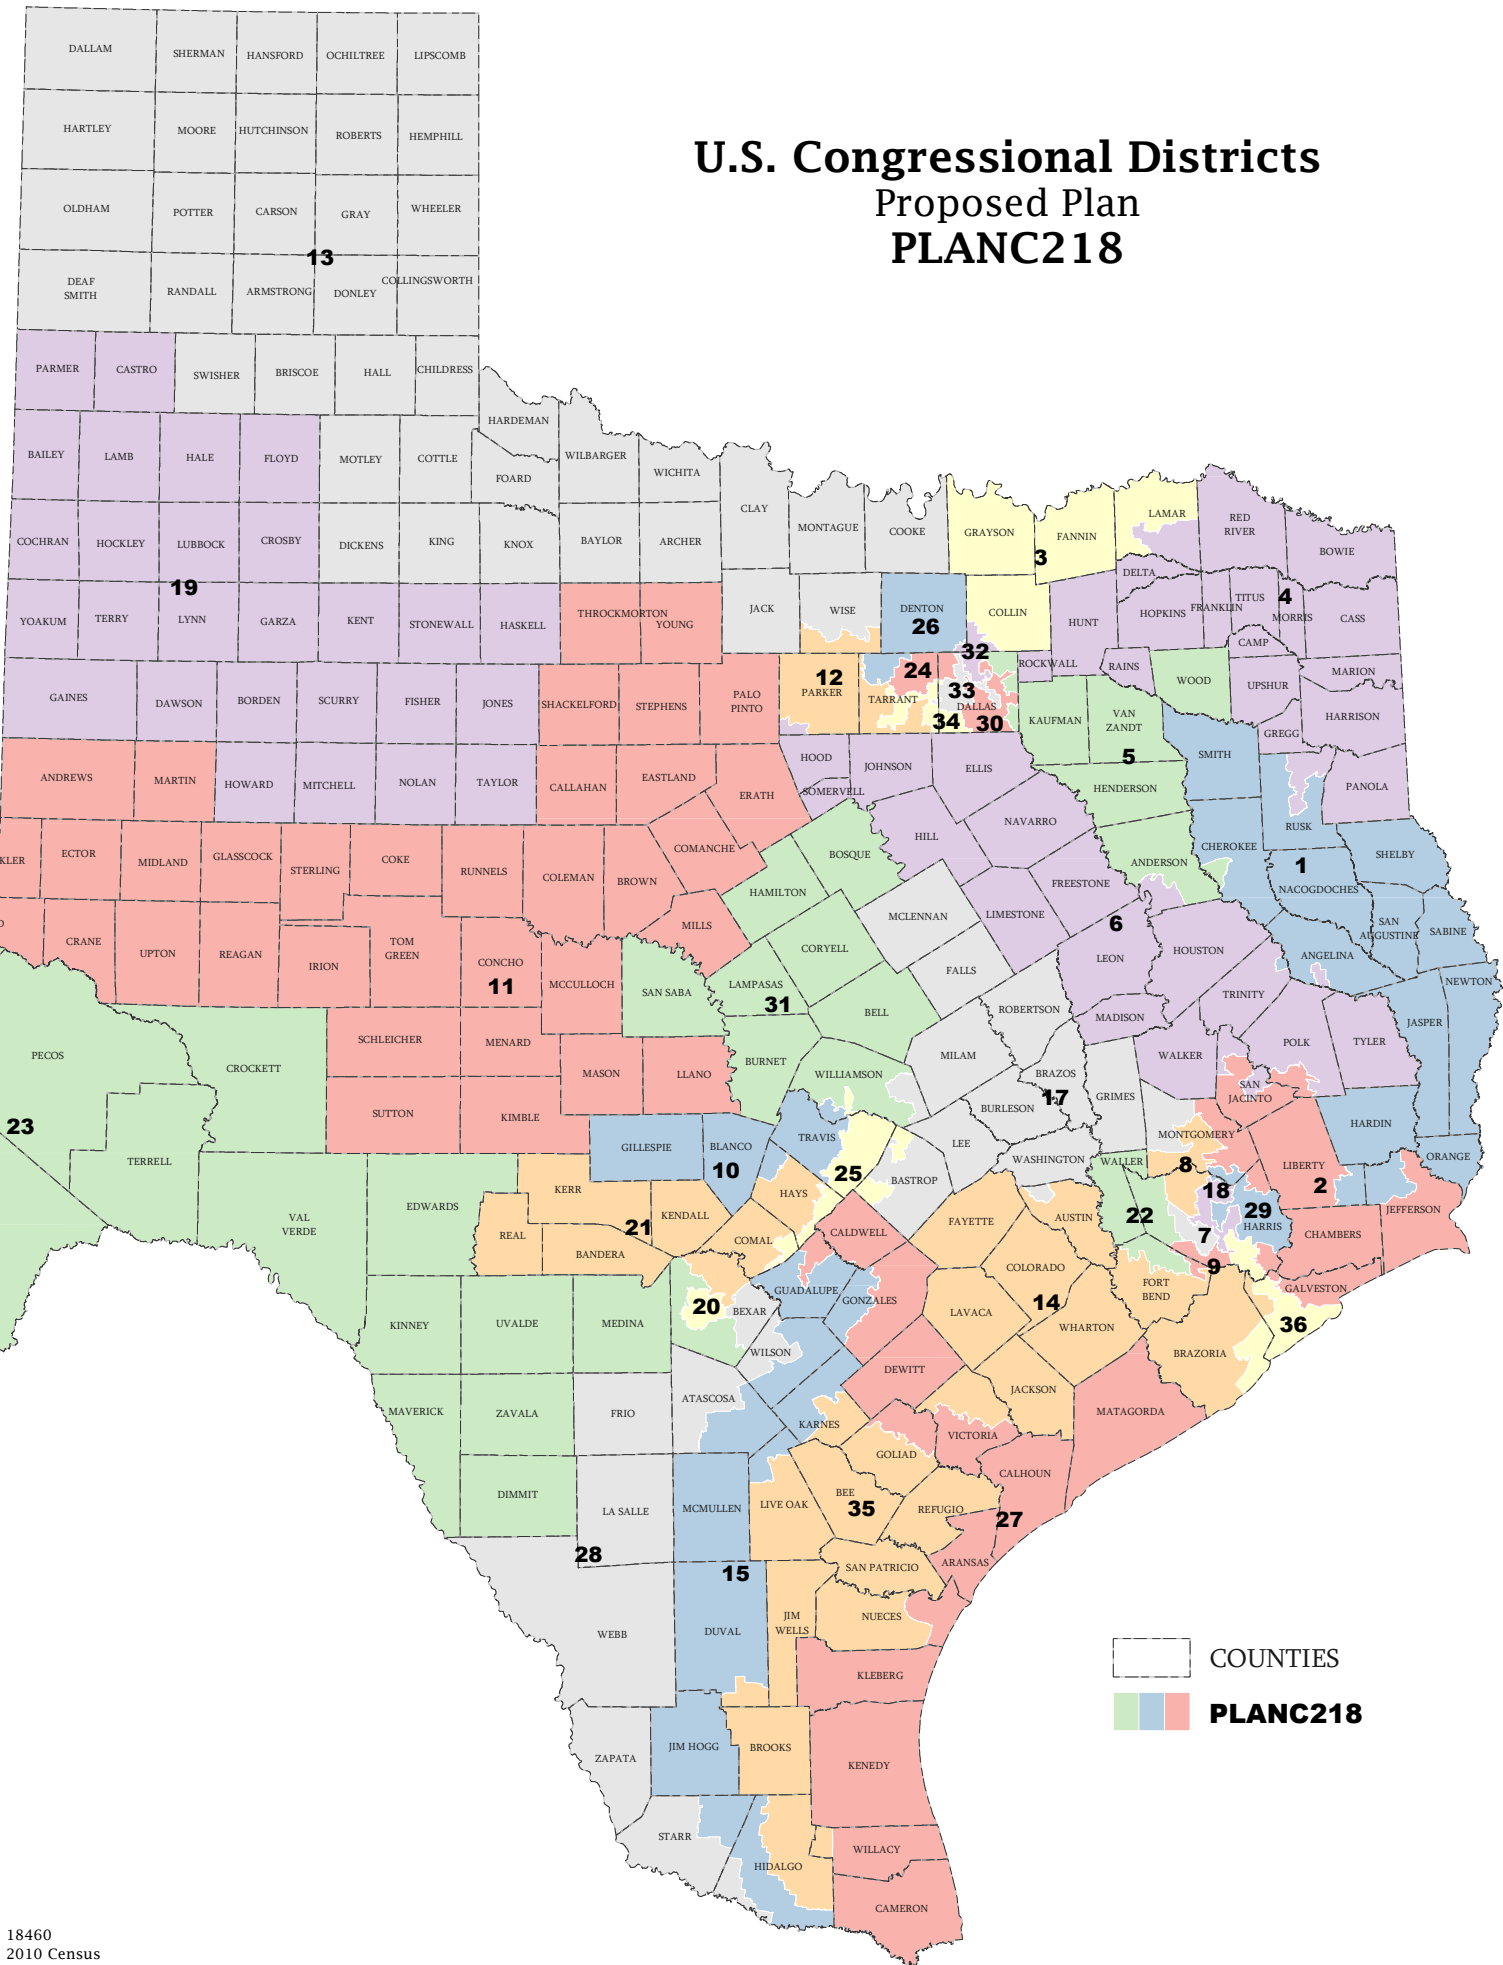 U.S. Congressional Districts
Proposed Plan
PLANC218
DALLAM
SHERMAN
HANSFORD
OCHILTREE
LIPSCOMB
HARTLEY
MOORE
HUTCHINSON
ROBERTS
HEMPHILL
OLDHAM
POTTER
CARSON
GRAY
WHEELER
13
DEAF
SMITH
RANDALL
ARMSTRONG
DONLEY
COLLINGSWORTH
PARMER
CASTRO
SWISHER
BRISCOE
HALL
CHILDRESS
HARDEMAN
BAILEY
LAMB
HALE
FLOYD
MOTLEY
COTTLE
FOARD
WILBARGER
WICHITA
CLAY
MONTAGUE
COOKE
GRAYSON
FANNIN
3
LAMAR
RED
RIVER
BOWIE
COCHRAN
HOCKLEY
LUBBOCK
CROSBY
DICKENS
KING
KNOX
BAYLOR
ARCHER
19
YOAKUM
TERRY
LYNN
GARZA
KENT
STONEWALL
HASKELL
THROCKMORTON
YOUNG
JACK
WISE
DENTON
26
COLLIN
HUNT
DELTA
HOPKINS
FRANKLIN
TITUS
4
MORRIS
CASS
CAMP
32
ROCKWALL
RAINS
WOOD
UPSHUR
MARION
GAINES
DAWSON
BORDEN
SCURRY
FISHER
JONES
SHACKELFORD
STEPHENS
PALO
PINTO
12
PARKER
TARRANT
24
33
DALLAS
34
30
KAUFMAN
VAN
ZANDT
5
SMITH
GREGG
HARRISON
ANDREWS
MARTIN
HOWARD
MITCHELL
NOLAN
TAYLOR
CALLAHAN
EASTLAND
ERATH
HOOD
SOMERVELL
JOHNSON
ELLIS
HENDERSON
PANOLA
KLER
ECTOR
MIDLAND
GLASSCOCK
STERLING
COKE
RUNNELS
COLEMAN
BROWN
COMANCHE
BOSQUE
HILL
NAVARRO
ANDERSON
CHEROKEE
RUSK
1
NACOGDOCHES
SHELBY
D
CRANE
UPTON
REAGAN
IRION
TOM
GREEN
CONCHO
11
MCCULLOCH
MILLS
HAMILTON
MCLENNAN
LIMESTONE
FREESTONE
6
SAN
AUGUSTINE
SABINE
SAN SABA
LAMPASAS
31
CORYELL
BELL
FALLS
LEON
HOUSTON
ANGELINA
NEWTON
ROBERTSON
MADISON
TRINITY
JASPER
PECOS
CROCKETT
SCHLEICHER
MENARD
MASON
LLANO
BURNET
WILLIAMSON
MILAM
BRAZOS
17
WALKER
POLK
TYLER
23
TERRELL
SUTTON
KIMBLE
GILLESPIE
BLANCO
10
TRAVIS
25
BURLESON
GRIMES
SAN
JACINTO
HARDIN
LEE
WASHINGTON
MONTGOMERY
8
WALLER
LIBERTY
2
ORANGE
BASTROP
VAL
VERDE
EDWARDS
KERR
REAL
21
KENDALL
BANDERA
HAYS
COMAL
CALDWELL
FAYETTE
AUSTIN
22
18
29
HARRIS
7
9
CHAMBERS
JEFFERSON
GALVESTON
KINNEY
UVALDE
MEDINA
20
BEXAR
GUADALUPE
GONZALES
LAVACA
COLORADO
14
WHARTON
FORT
BEND
36
BRAZORIA
WILSON
DEWITT
JACKSON
MATAGORDA
MAVERICK
ZAVALA
FRIO
ATASCOSA
KARNES
GOLIAD
VICTORIA
CALHOUN
DIMMIT
LA SALLE
28
MCMULLEN
LIVE OAK
BEE
35
REFUGIO
27
ARANSAS
SAN PATRICIO
15
WEBB
DUVAL
JIM
WELLS
NUECES
KLEBERG
COUNTIES
PLANC218
ZAPATA
JIM HOGG
BROOKS
KENEDY
STARR
HIDALGO
WILLACY
CAMERON
18460
2010 Census